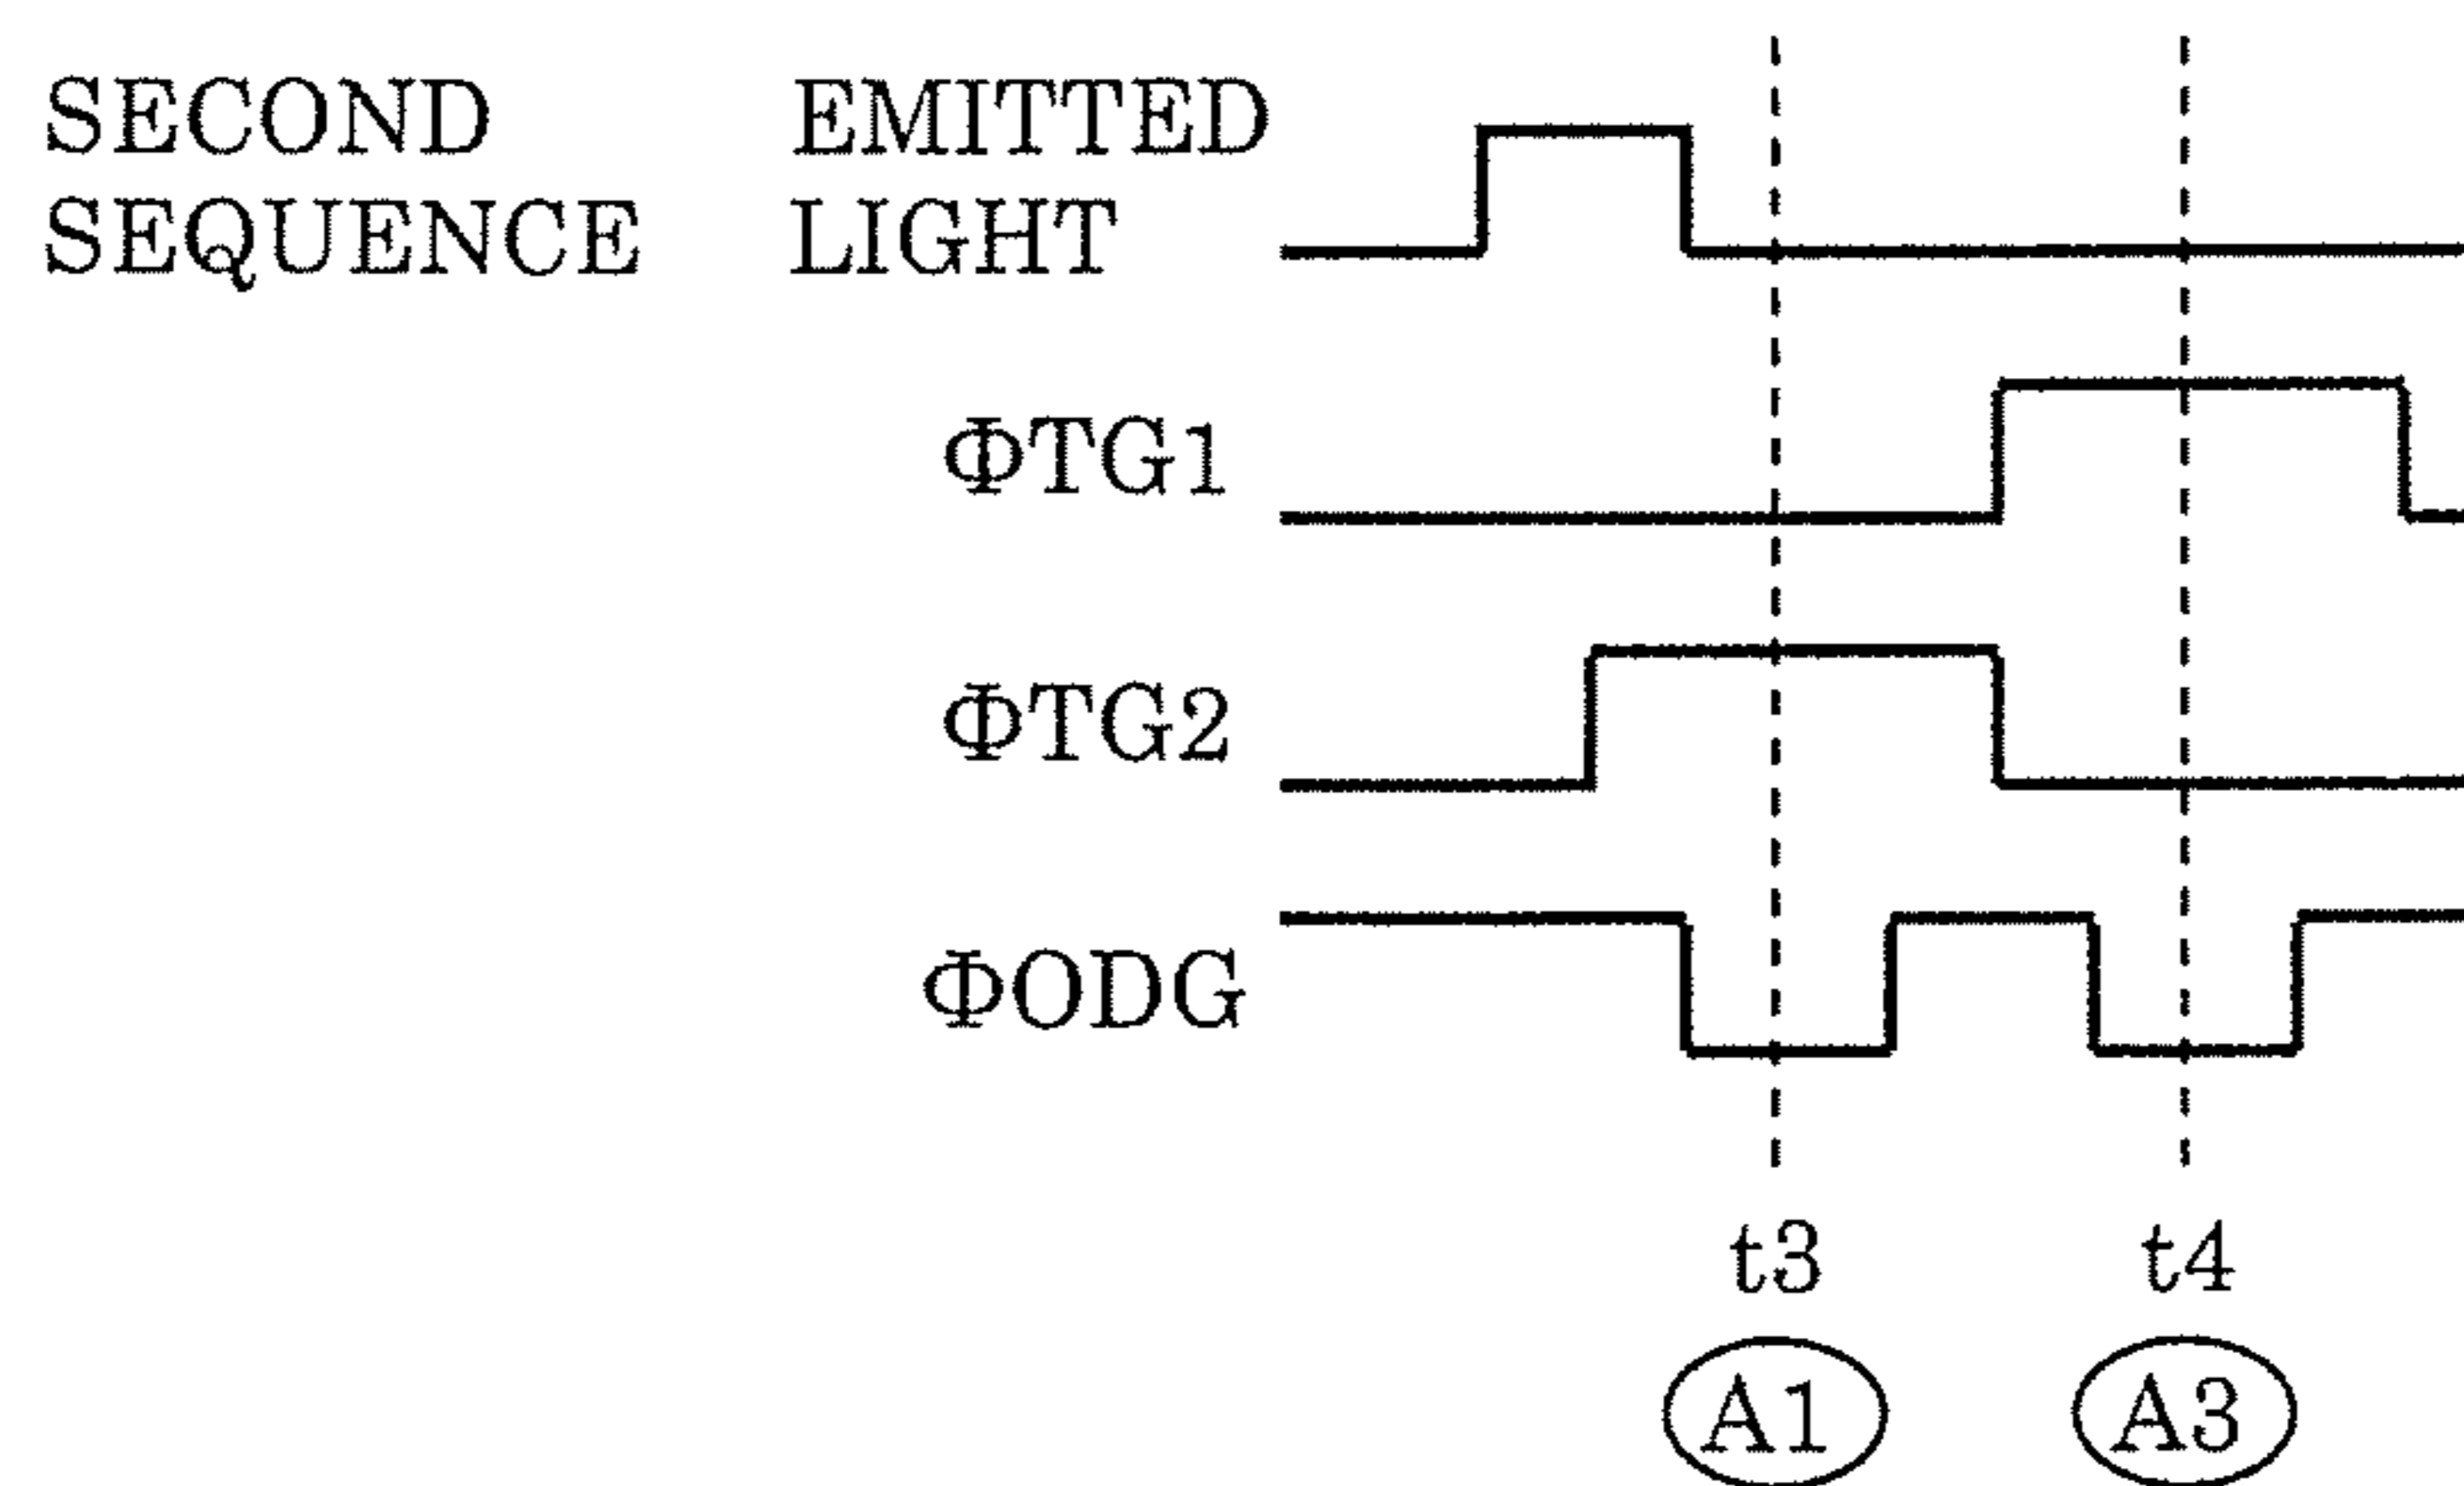 SECOND
SEQUENCE
EMITTED
LIGHT
ΦTG1
ΦTG2
ΦODG
t3
t4
A1
A3